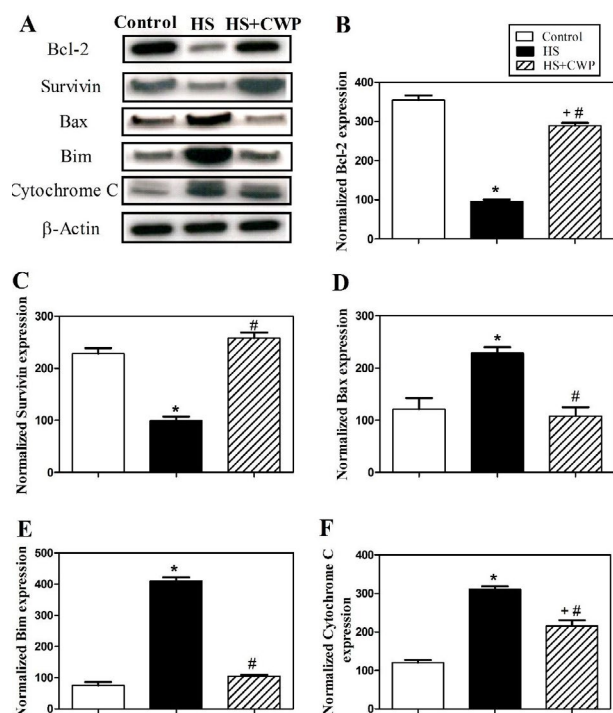 A
Control HS HS+CWP
Bcl-2
Survivin
Bax
Bim
Cytochrome C
β-Actin
B
Control
HS
HS+CWP
Normalized Bcl-2 expression
400
300
200
100
0
*
+ #
C
Normalized Survivin expression
300
200
100
0
*
#
D
Normalized Bax expression
300
200
100
0
*
#
E
Normalized Bim expression
500
400
300
200
100
0
*
#
F
Normalized Cytochrome C
expression
400
300
200
100
0
*
+ #